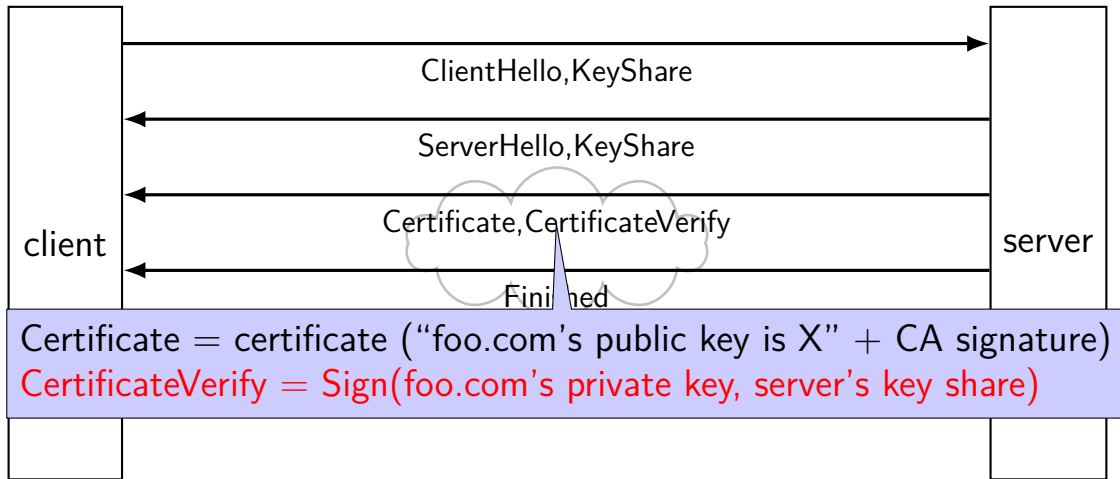 ClientHello,KeyShare
ServerHello,KeyShare
Certificate,CertificateVerify
client
server
Finished
Certificate = certificate (“foo.com’s public key is X” + CA signature)
CertificateVerify = Sign(foo.com’s private key, server’s key share)